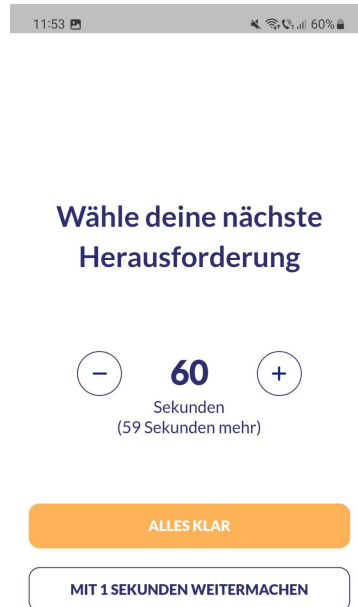 11:53 60%
Wähle deine nächste
Herausforderung
− 60 +
Sekunden
(59 Sekunden mehr)
ALLES KLAR
MIT 1 SEKUNDEN WEITERMACHEN